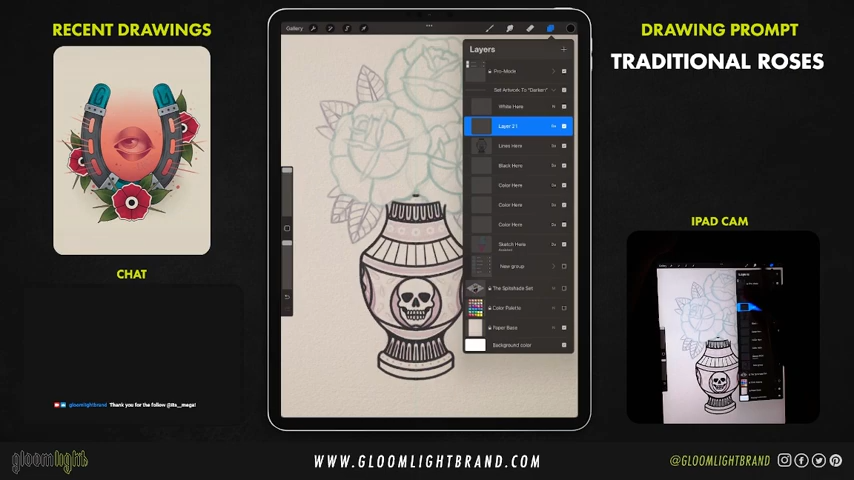 RECENT DRAWINGS
DRAWING PROMPT
TRADITIONAL ROSES
Gallery
Layers
Pro-Mode
Set Artwork To "Darken"
White Here
N
Layer 21
Lines Here
Black Here
Color Here
Color Here
Color Here
Sketch Here
New group
The Spitshade Set
Color Palette
Paper Base
Background color
IPAD CAM
CHAT
gloomlightbrand Thank you for the follow
gloomlight
WWW.GLOOMLIGHTBRAND.COM
@GLOOMLIGHTBRAND